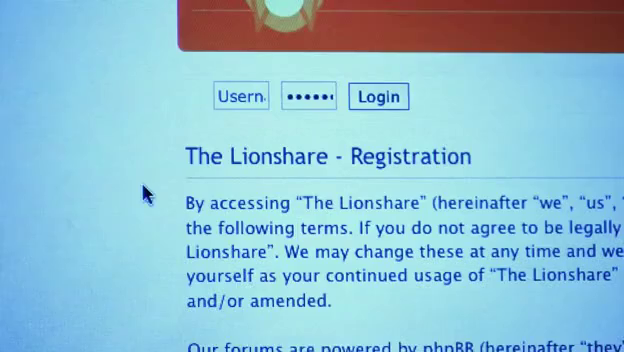 Usern
Login
The Lionshare - Registration
By accessing “The Lionshare” (hereinafter “we”, “us”, “
the following terms. If you do not agree to be legally
Lionshare”. We may change these at any time and we
yourself as your continued usage of “The Lionshare”
and/or amended.
Our forums are powered by phpBB (hereinafter “they”